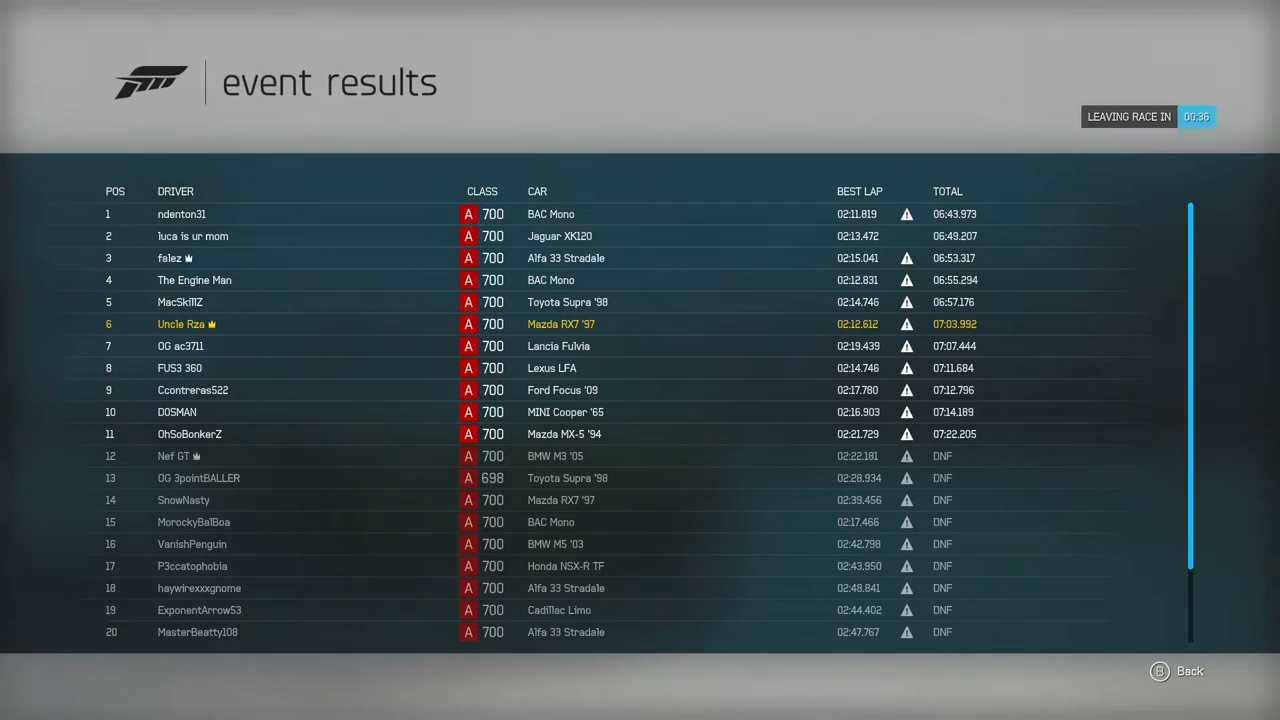 event results
LEAVING RACE IN 00:36
POS DRIVER CLASS CAR BEST LAP TOTAL
1 ndenton31 A 700 BAC Mono 02:11.819 06:43.973
2 luca is ur mom A 700 Jaguar XK120 02:13.472 06:49.207
3 falez A 700 Alfa 33 Stradale 02:15.041 06:53.317
4 The Engine Man A 700 BAC Mono 02:12.831 06:55.294
5 MacSkillZ A 700 Toyota Supra '98 02:14.746 06:57.176
6 Uncle Rza A 700 Mazda RX7 '97 02:12.612 07:03.992
7 OG ac3711 A 700 Lancia Fulvia 02:19.439 07:07.444
8 FUS3 360 A 700 Lexus LFA 02:14.746 07:11.684
9 Ccontreras522 A 700 Ford Focus '09 02:17.780 07:12.796
10 D0SMAN A 700 MINI Cooper '65 02:16.903 07:14.189
11 OhSoBonkerZ A 700 Mazda MX-5 '94 02:21.729 07:22.205
12 Nef GT A 700 BMW M3 '05 02:22.181 DNF
13 OG 3pointBALLER A 698 Toyota Supra '98 02:28.934 DNF
14 SnowNasty A 700 Mazda RX7 '97 02:39.456 DNF
15 MorockyBalBoa A 700 BAC Mono 02:17.466 DNF
16 VanishPenguin A 700 BMW M5 '03 02:42.798 DNF
17 P3ccatophobia A 700 Honda NSX-R TF 02:43.950 DNF
18 haywirexxxgnome A 700 Alfa 33 Stradale 02:48.841 DNF
19 ExponentArrow53 A 700 Cadillac Limo 02:44.402 DNF
20 MasterBeatty108 A 700 Alfa 33 Stradale 02:47.767 DNF
B Back